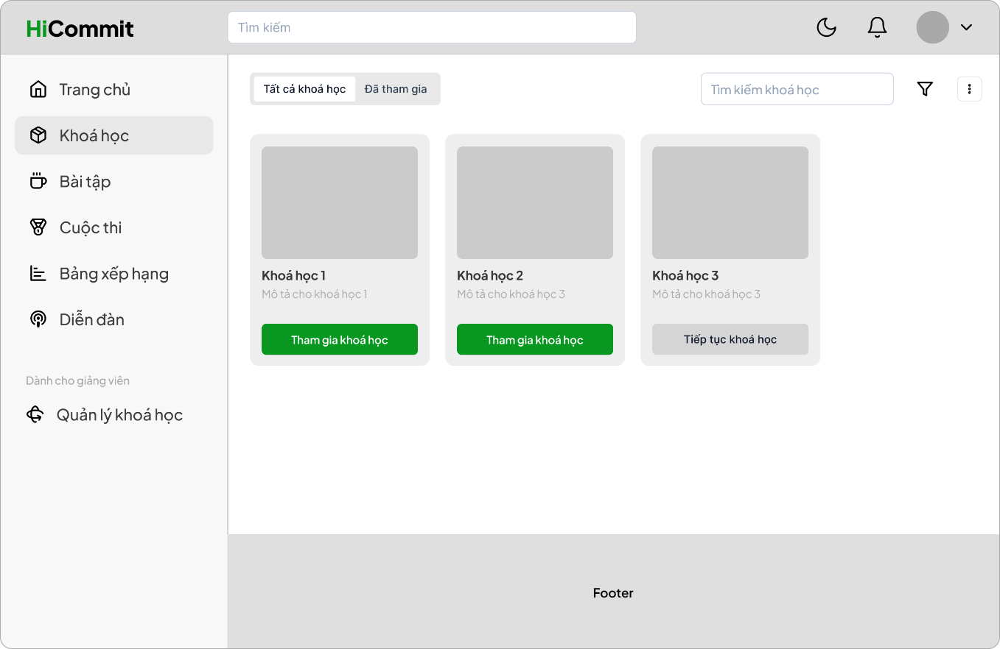 HiCommit
Tìm kiếm
Trang chủ
Khoá học
Bài tập
Cuộc thi
Bảng xếp hạng
Diễn đàn
Dành cho giảng viên
Quản lý khoá học
Tất cả khoá học
Đã tham gia
Tìm kiếm khoá học
Khoá học 1
Mô tả cho khoá học 1
Tham gia khoá học
Khoá học 2
Mô tả cho khoá học 3
Tham gia khoá học
Khoá học 3
Mô tả cho khoá học 3
Tiếp tục khoá học
Footer